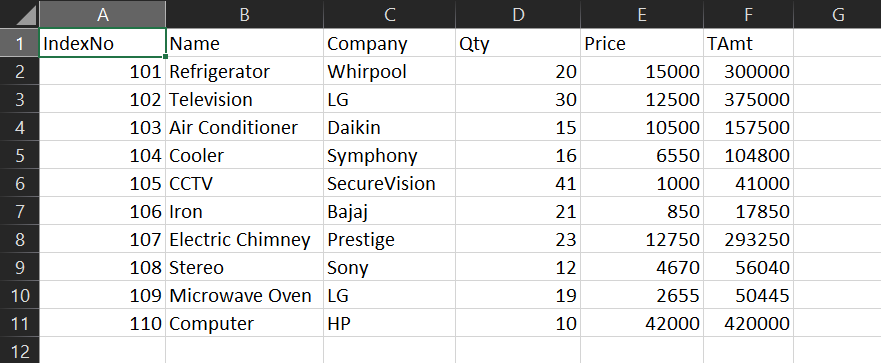 A B C D E F G
1 IndexNo Name Company Qty Price TAmt
2 101 Refrigerator Whirpool 20 15000 300000
3 102 Television LG 30 12500 375000
4 103 Air Conditioner Daikin 15 10500 157500
5 104 Cooler Symphony 16 6550 104800
6 105 CCTV SecureVision 41 1000 41000
7 106 Iron Bajaj 21 850 17850
8 107 Electric Chimney Prestige 23 12750 293250
9 108 Stereo Sony 12 4670 56040
10 109 Microwave Oven LG 19 2655 50445
11 110 Computer HP 10 42000 420000
12